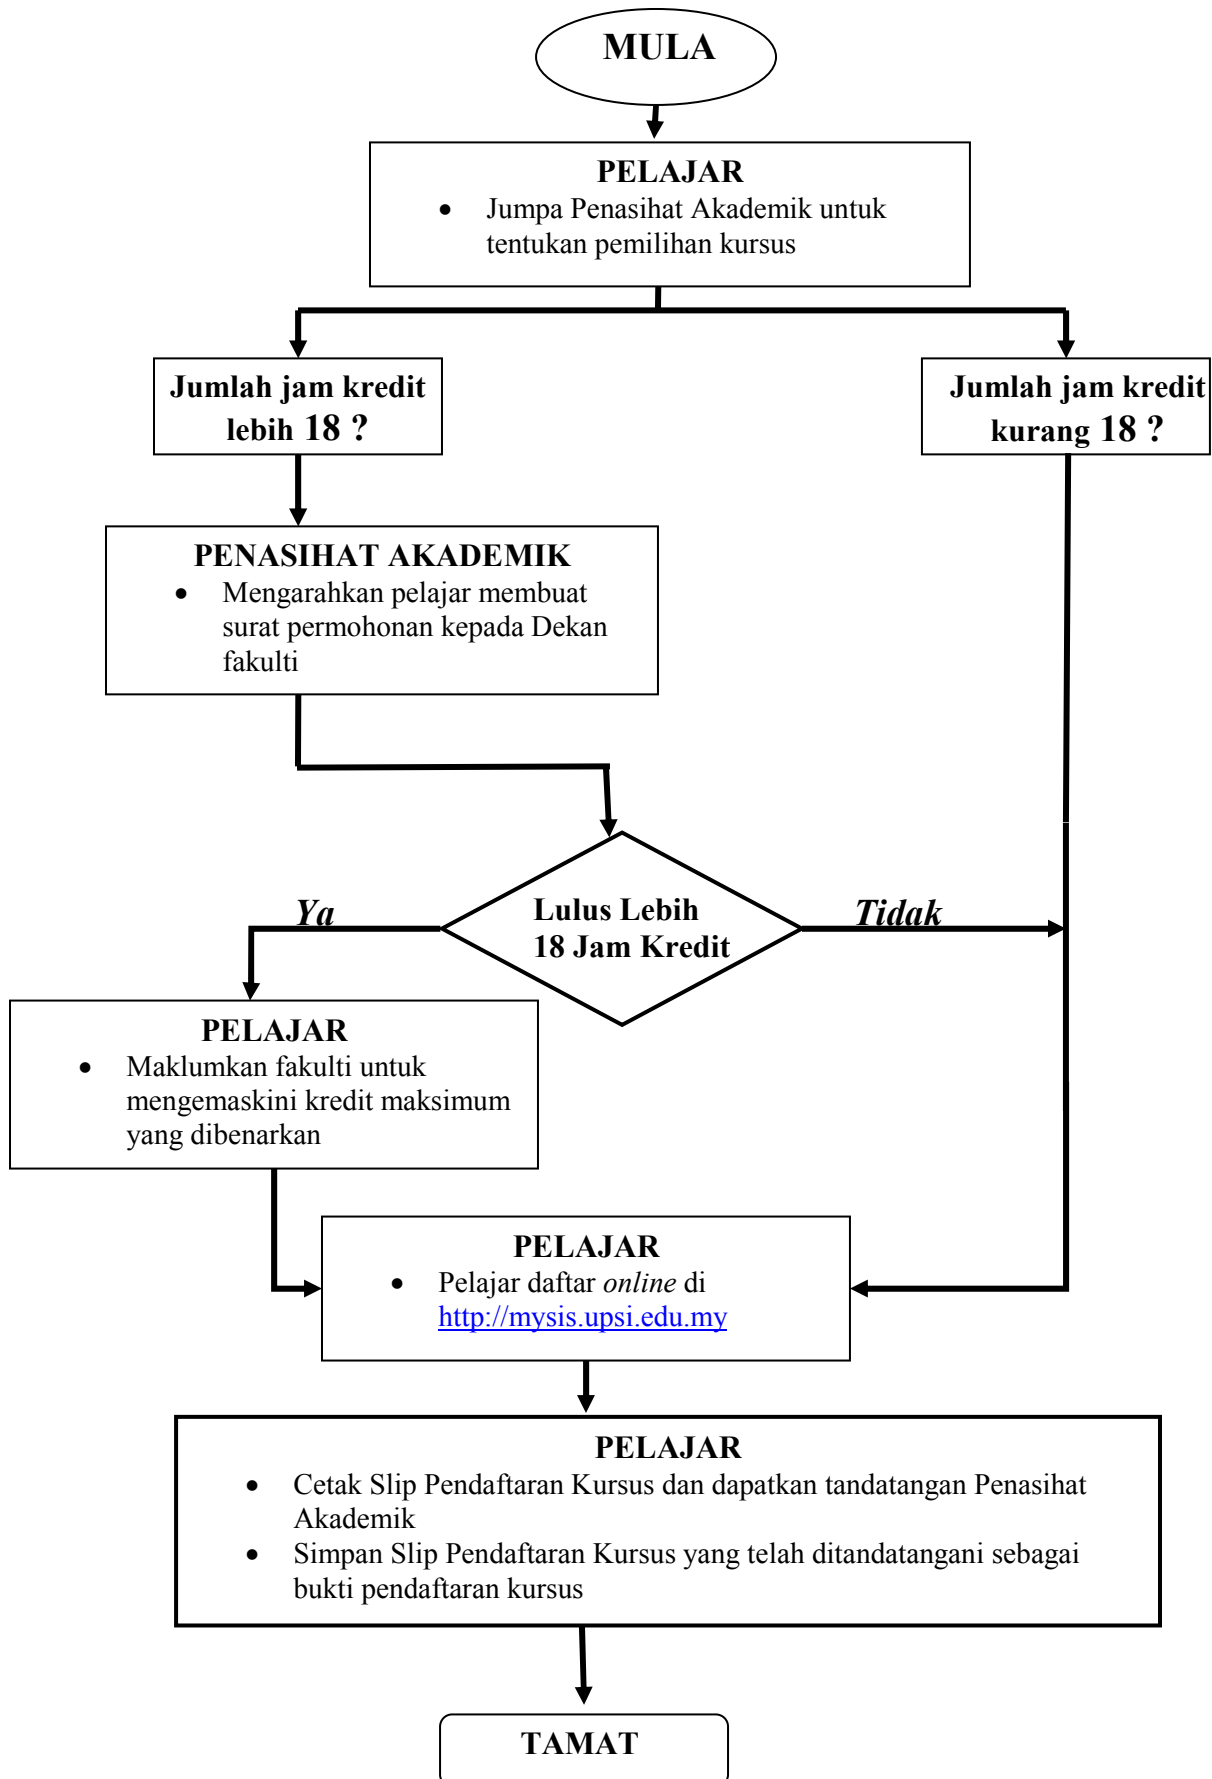 MULA
PELAJAR
• Jumpa Penasihat Akademik untuk
tentukan pemilihan kursus
Jumlah jam kredit
lebih 18 ?
Jumlah jam kredit
kurang 18 ?
PENASIHAT AKADEMIK
• Mengarahkan pelajar membuat
surat permohonan kepada Dekan
fakulti
Ya
Lulus Lebih
18 Jam Kredit
Tidak
PELAJAR
• Maklumkan fakulti untuk
mengemaskini kredit maksimum
yang dibenarkan
PELAJAR
• Pelajar daftar online di
http://mysis.upsi.edu.my
PELAJAR
• Cetak Slip Pendaftaran Kursus dan dapatkan tandatangan Penasihat
Akademik
• Simpan Slip Pendaftaran Kursus yang telah ditandatangani sebagai
bukti pendaftaran kursus
TAMAT